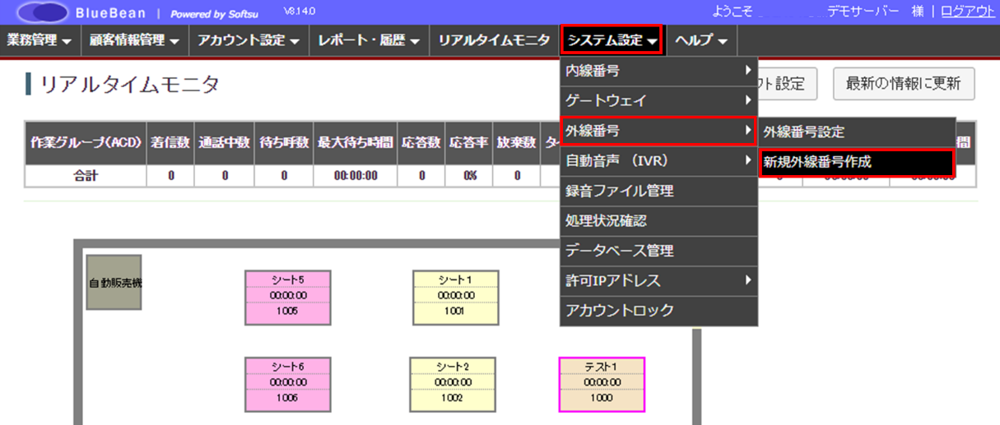 BlueBean | Powered by Softsu V8.14.0 ようこそ デモサーバー 様 | ログアウト
業務管理 ▼ 顧客情報管理 ▼ アカウント設定 ▼ レポート・履歴 ▼ リアルタイムモニタ システム設定 ▼ ヘルプ ▼
リアルタイムモニタ
ト設定 最新の情報に更新
内線番号
ゲートウェイ
外線番号
自動音声 （IVR）
録音ファイル管理
処理状況確認
データベース管理
許可IPアドレス
アカウントロック
外線番号設定
新規外線番号作成
作業グループ(ACD) 着信数 通話中数 待ち呼数 最大待ち時間 応答数 応答率 放棄数 間
合計 0 0 0 00:00:00 0 0% 0
自動販売機
シート5
00:00:00
1005
シート1
00:00:00
1001
シート6
00:00:00
1006
シート2
00:00:00
1002
テスト1
00:00:00
1000